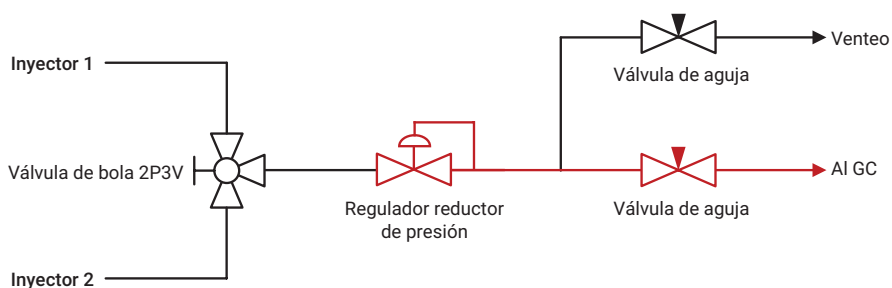 Venteo
Inyector 1
Válvula de aguja
Válvula de bola 2P3V
Al GC
Regulador reductor
de presión
Válvula de aguja
Inyector 2